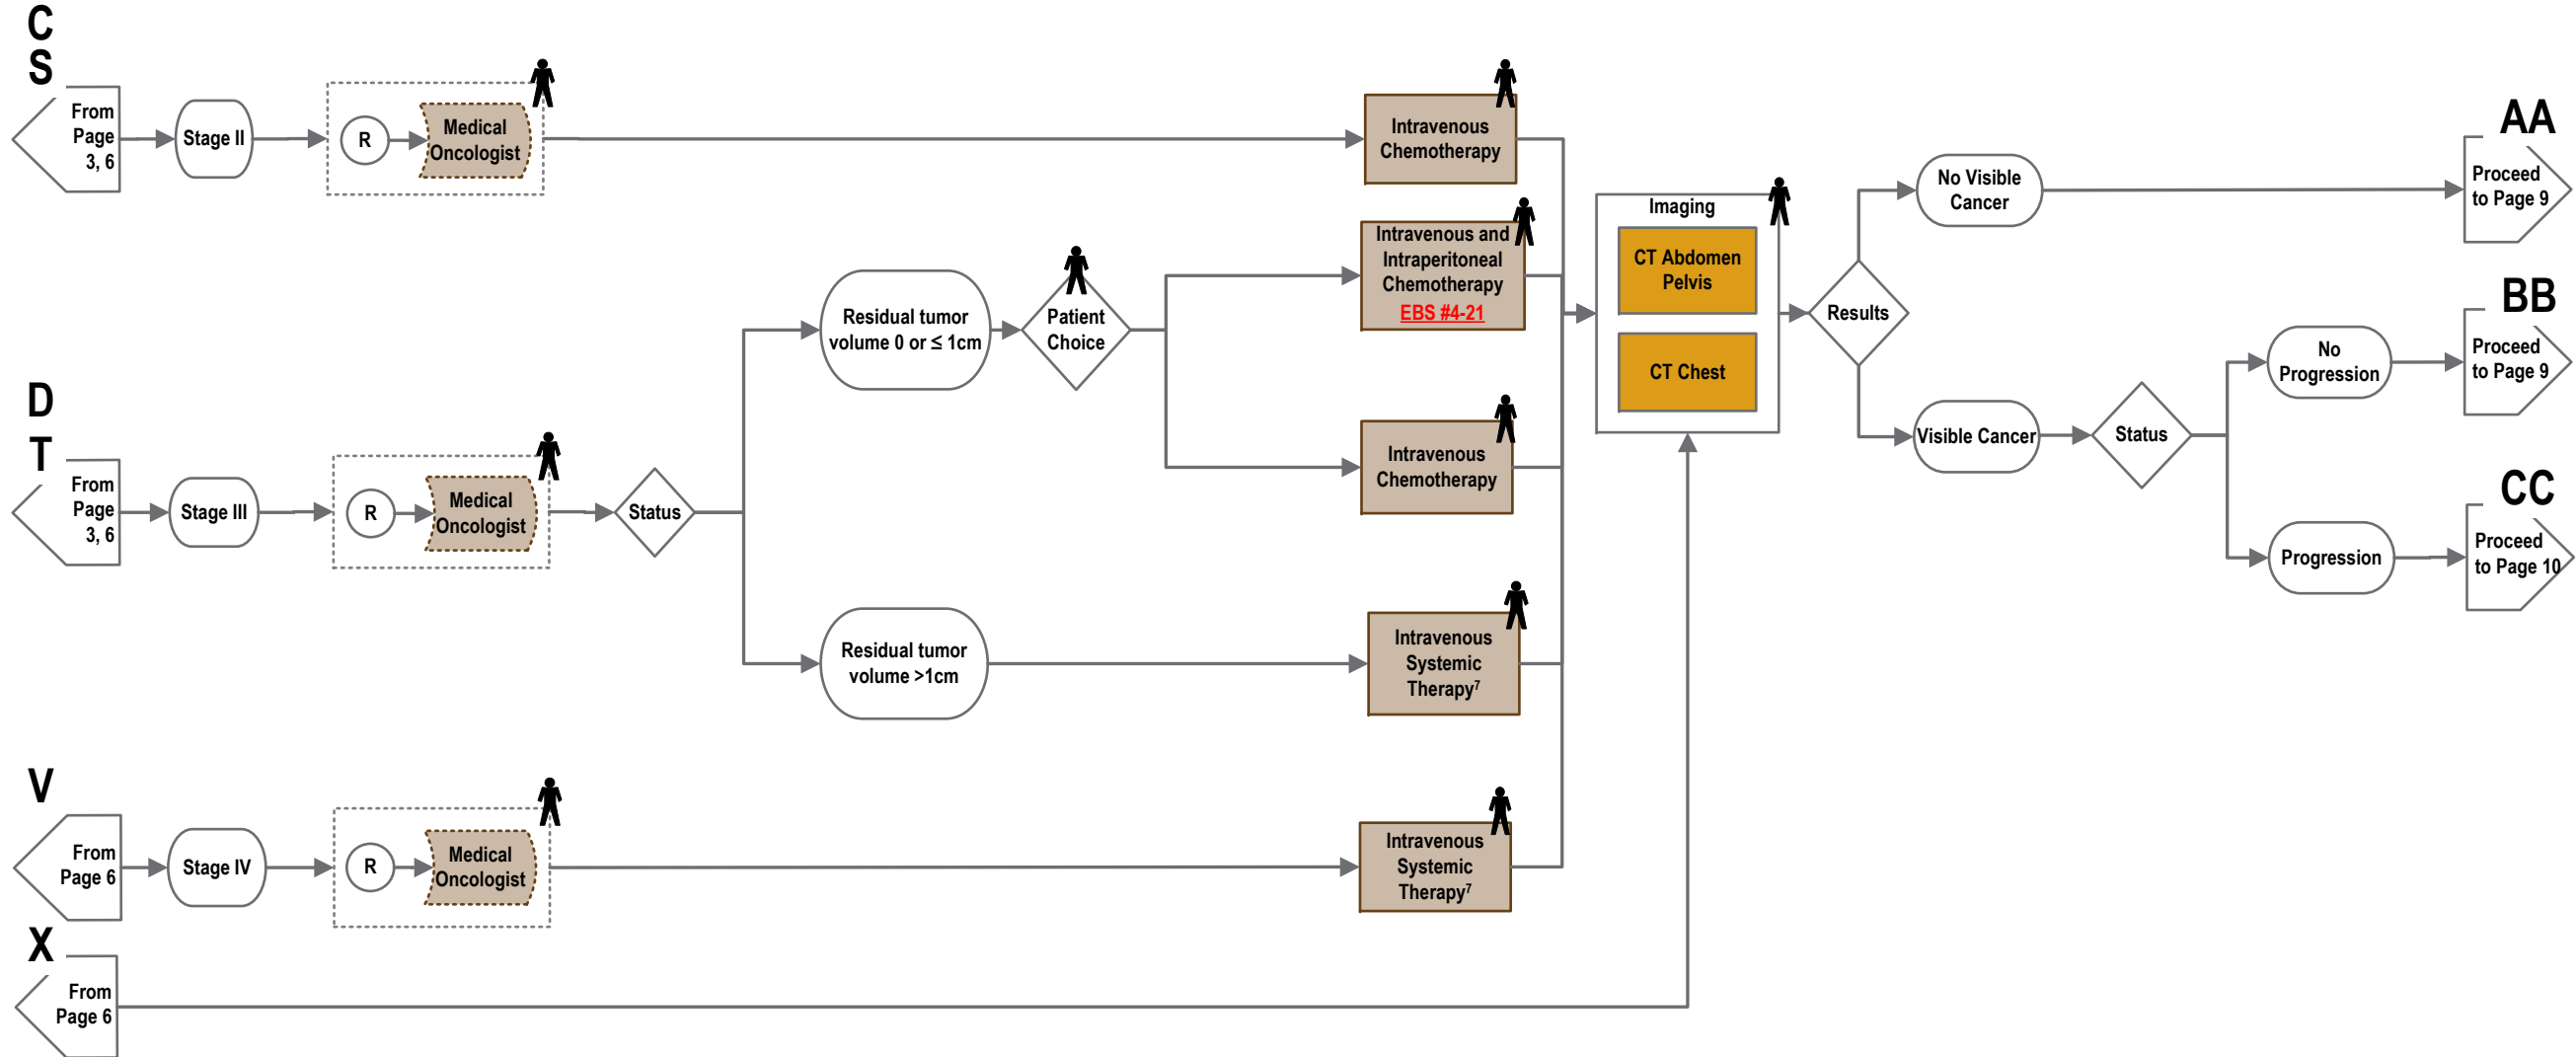 C
S
From
Page
3, 6
Stage II
R
Medical
Oncologist
Intravenous
Chemotherapy
D
T
From
Page
3, 6
Stage III
R
Medical
Oncologist
Status
Residual tumor
volume 0 or ≤ 1cm
Patient
Choice
Intravenous and
Intraperitoneal
Chemotherapy
EBS #4-21
Intravenous
Chemotherapy
Residual tumor
volume >1cm
Intravenous
Systemic
Therapy⁷
V
From
Page 6
Stage IV
R
Medical
Oncologist
Intravenous
Systemic
Therapy⁷
X
From
Page 6
Imaging
CT Abdomen
Pelvis
CT Chest
Results
No Visible
Cancer
AA
Proceed
to Page 9
Visible Cancer
Status
No
Progression
BB
Proceed
to Page 9
Progression
CC
Proceed
to Page 10